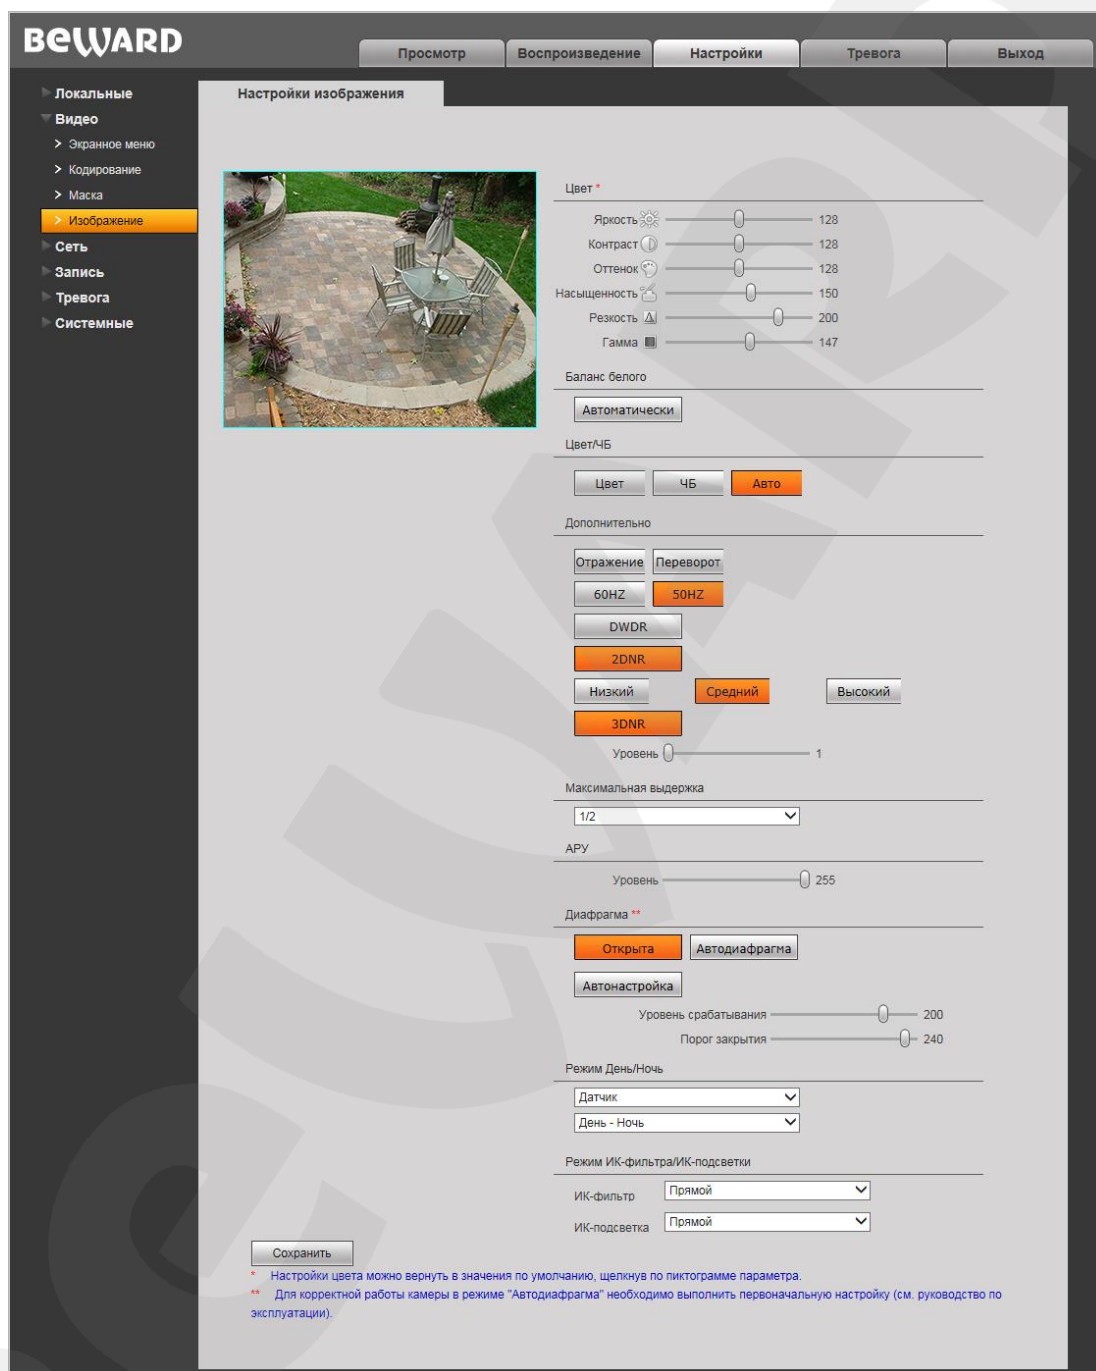 BEWARD
Просмотр Воспроизведение Настройки Тревога Выход
Локальные
Видео
Экранное меню
Кодирование
Маска
Изображение
Сеть
Запись
Тревога
Системные
Настройки изображения
Цвет *
Яркость 128
Контраст 128
Оттенок 128
Насыщенность 150
Резкость 200
Гамма 147
Баланс белого
Автоматически
Цвет/ЧБ
Цвет ЧБ Авто
Дополнительно
Отражение Переворот
60HZ 50HZ
DWDR
2DNR
Низкий Средний Высокий
3DNR
Уровень 1
Максимальная выдержка
1/2
АРУ
Уровень 255
Диафрагма **
Открыта Автодиафрагма
Автонастройка
Уровень срабатывания 200
Порог закрытия 240
Режим День/Ночь
Датчик
День - Ночь
Режим ИК-фильтра/ИК-подсветки
ИК-фильтр Прямой
ИК-подсветка Прямой
Сохранить
* Настройки цвета можно вернуть в значения по умолчанию, щелкнув по пиктограмме параметра.
** Для корректной работы камеры в режиме "Автодиафрагма" необходимо выполнить первоначальную настройку (см. руководство по
эксплуатации).